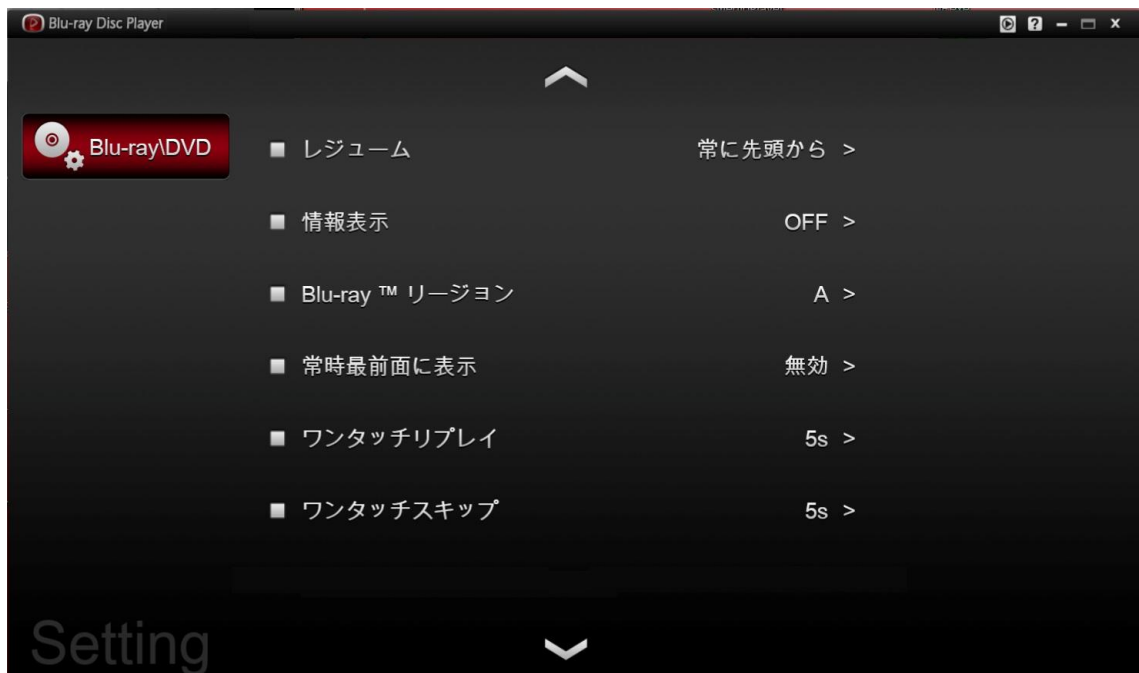 Blu-ray Disc Player
Blu-ray\DVD
レジューム 常に先頭から >
情報表示 OFF >
Blu-ray ™ リージョン A >
常時最前面に表示 無効 >
ワンタッチリプレイ 5s >
ワンタッチスキップ 5s >
Setting